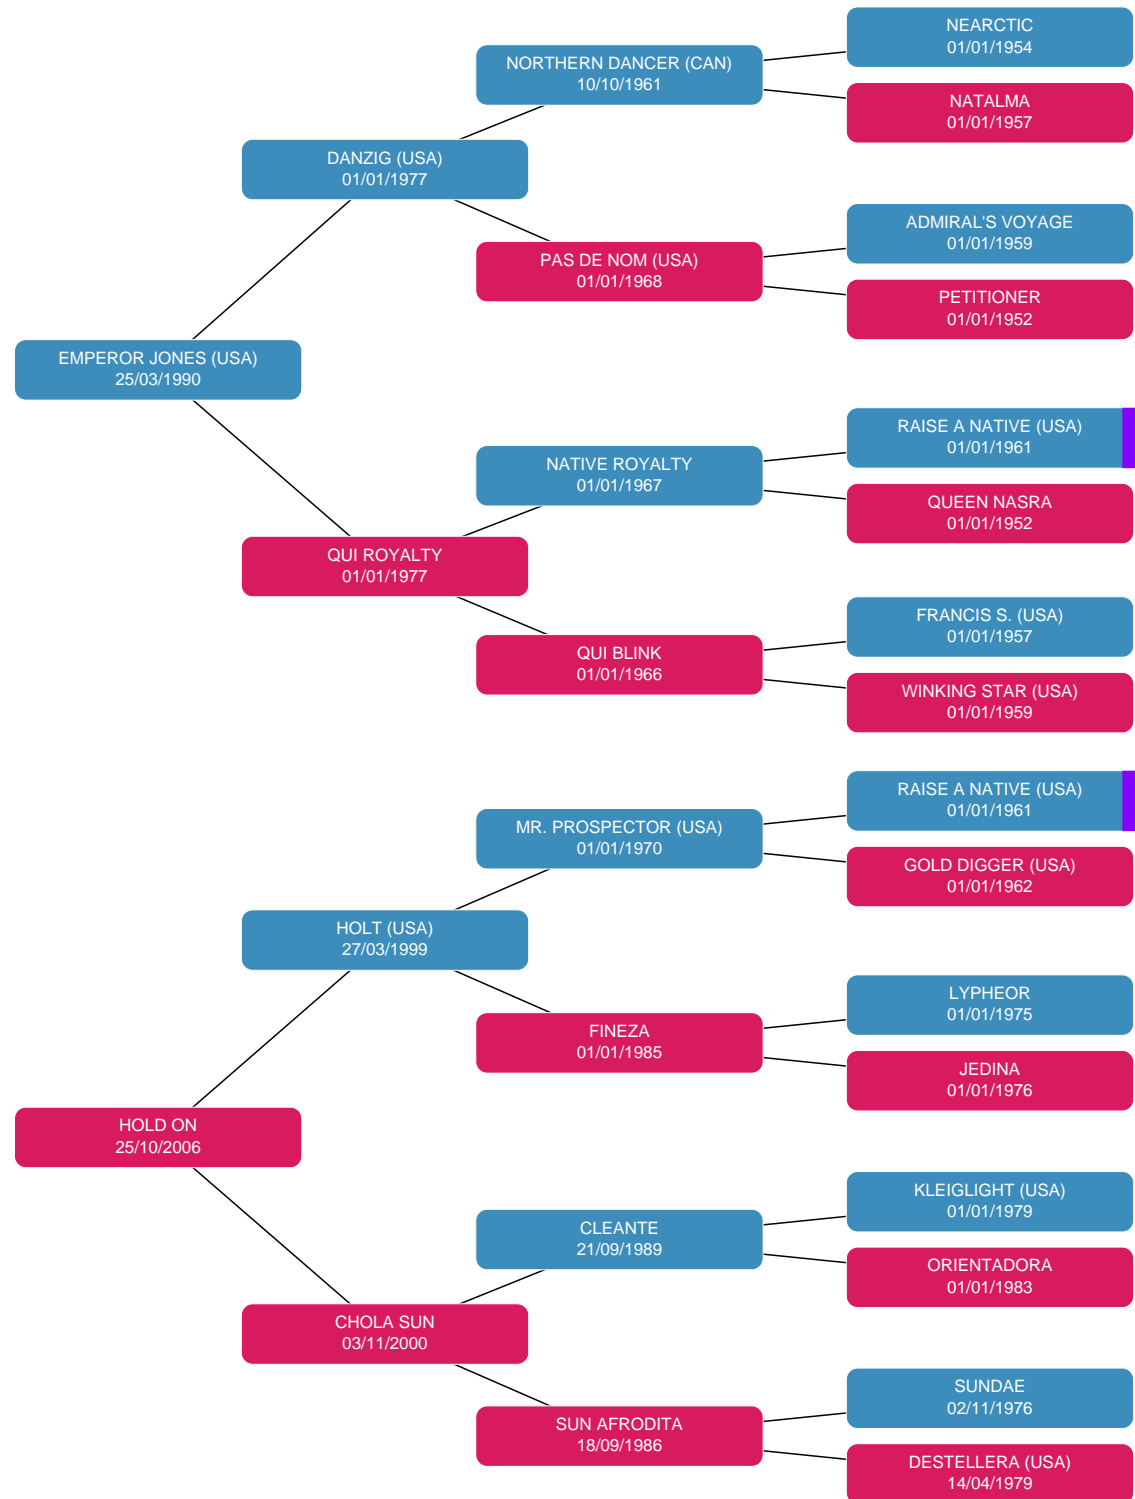 NEARCTIC
01/01/1954
NORTHERN DANCER (CAN)
10/10/1961
NATALMA
01/01/1957
DANZIG (USA)
01/01/1977
ADMIRAL'S VOYAGE
01/01/1959
PAS DE NOM (USA)
01/01/1968
PETITIONER
01/01/1952
EMPEROR JONES (USA)
25/03/1990
RAISE A NATIVE (USA)
01/01/1961
NATIVE ROYALTY
01/01/1967
QUEEN NASRA
01/01/1952
QUI ROYALTY
01/01/1977
FRANCIS S. (USA)
01/01/1957
QUI BLINK
01/01/1966
WINKING STAR (USA)
01/01/1959
RAISE A NATIVE (USA)
01/01/1961
MR. PROSPECTOR (USA)
01/01/1970
GOLD DIGGER (USA)
01/01/1962
HOLT (USA)
27/03/1999
LYPHEOR
01/01/1975
FINEZA
01/01/1985
JEDINA
01/01/1976
HOLD ON
25/10/2006
KLEIGLIGHT (USA)
01/01/1979
CLEANTE
21/09/1989
ORIENTADORA
01/01/1983
CHOLA SUN
03/11/2000
SUNDAE
02/11/1976
SUN AFRODITA
18/09/1986
DESTELLERA (USA)
14/04/1979